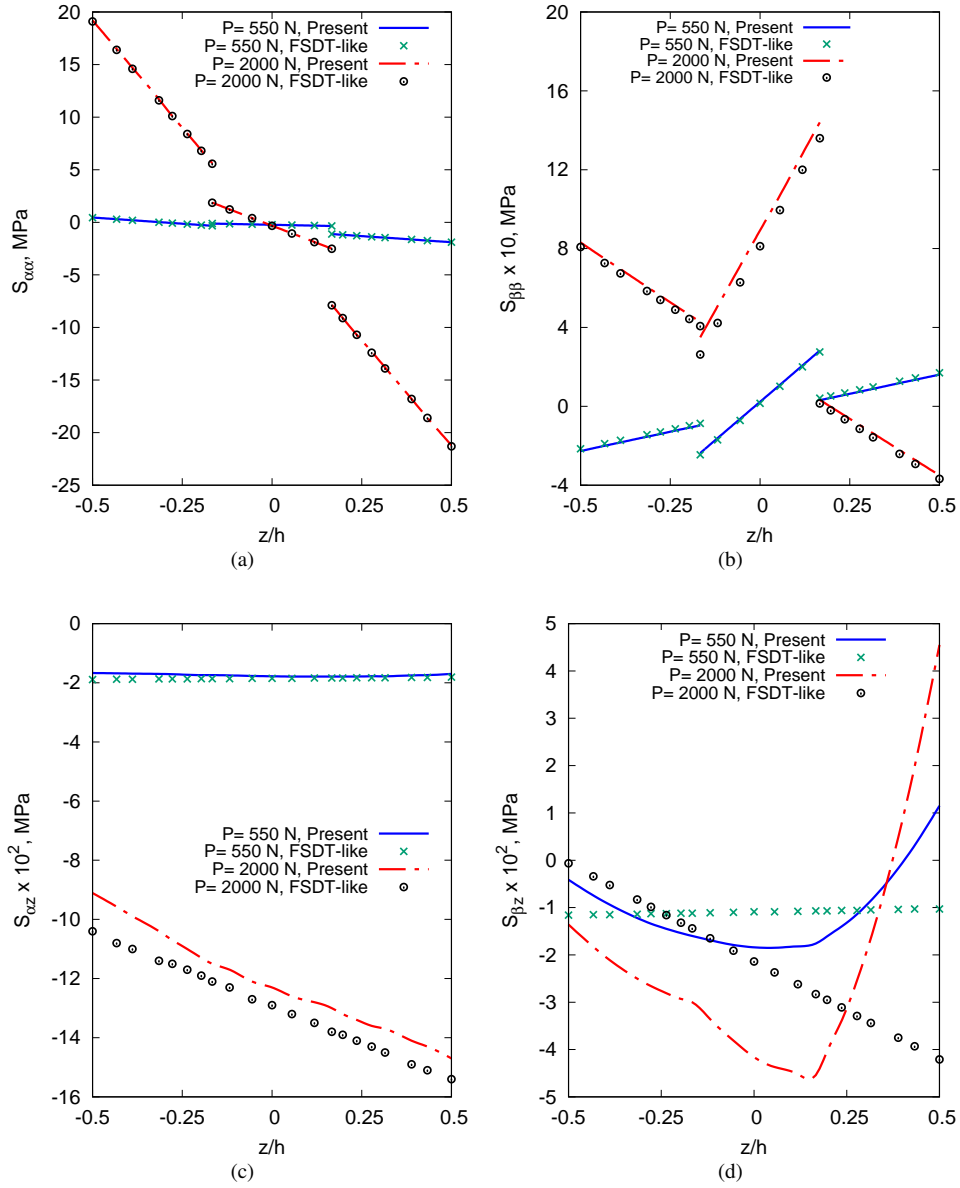 P= 550 N, Present
P= 550 N, FSDT-like
P= 2000 N, Present
P= 2000 N, FSDT-like
20
15
10
5
0
-5
-10
-15
-20
-25
S_αα, MPa
-0.5 -0.25 0 0.25 0.5
z/h
(a)
P= 550 N, Present
P= 550 N, FSDT-like
P= 2000 N, Present
P= 2000 N, FSDT-like
20
16
12
8
4
0
-4
S_ββ x 10, MPa
-0.5 -0.25 0 0.25 0.5
z/h
(b)
0
-2
-4
-6
-8
-10
-12
-14
-16
S_αz x 10², MPa
P= 550 N, Present
P= 550 N, FSDT-like
P= 2000 N, Present
P= 2000 N, FSDT-like
-0.5 -0.25 0 0.25 0.5
z/h
(c)
P= 550 N, Present
P= 550 N, FSDT-like
P= 2000 N, Present
P= 2000 N, FSDT-like
5
4
3
2
1
0
-1
-2
-3
-4
-5
S_βz x 10², MPa
-0.5 -0.25 0 0.25 0.5
z/h
(d)